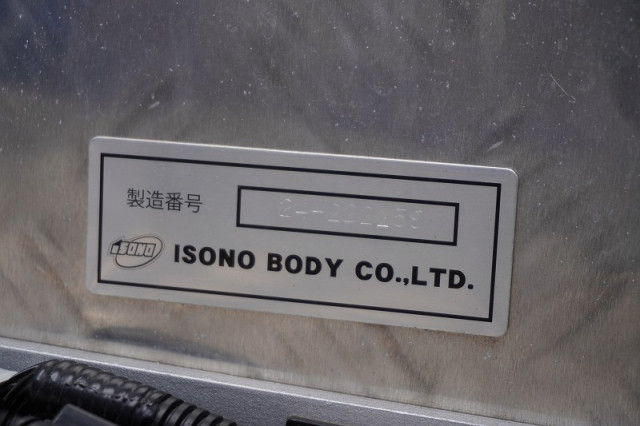 製造番号
ISONO
ISONO BODY CO.,LTD.